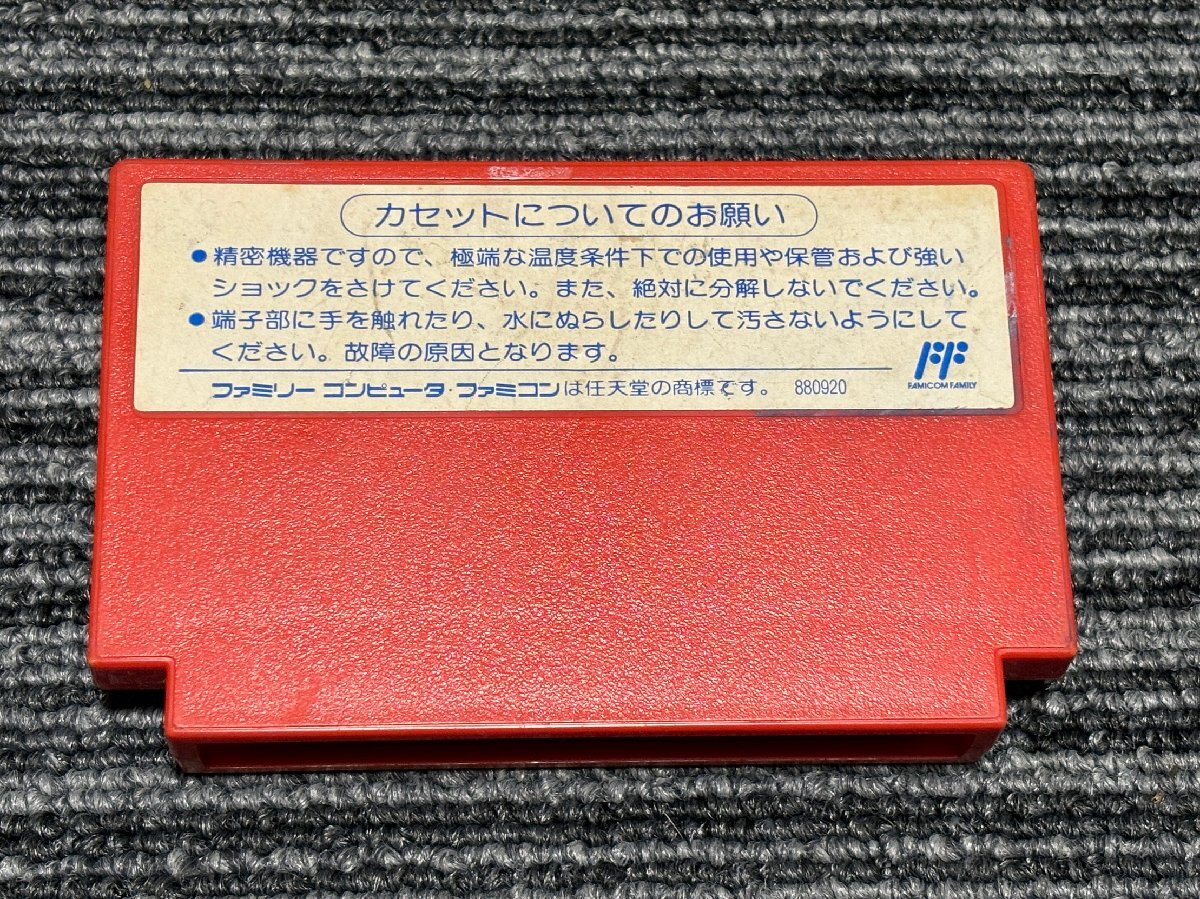 カセットについてのお願い
●精密機器ですので、極端な温度条件下での使用や保管および強い
ショックをさけてください。また、絶対に分解しないでください。
●端子部に手を触れたり、水にぬらしたりして汚さないようにして
ください。故障の原因となります。
FF
FAMICOM FAMILY
ファミリー コンピュータ・ファミコンは任天堂の商標です。 880920